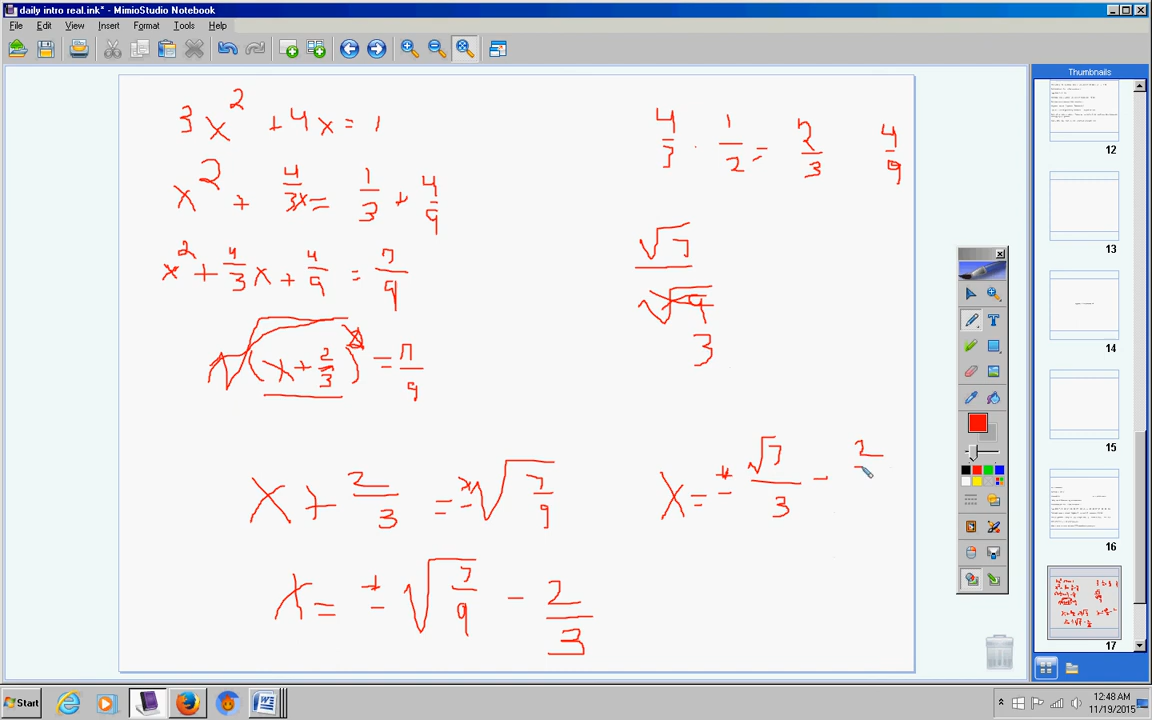 daily intro real.ink* - MimioStudio Notebook
File Edit View Insert Format Tools Help
3x² + 4x = 1
x² + 4/3x = 1/3 + 4/9
x² + 4/3 x + 4/9 = 7/9
√(x + 2/3)² = 7/9
x + 2/3 = ±√7/9
x = ± √7/9 - 2/3
4/3 · 1/2 = 2/3 4/9
√7
√9
3
x = ± √7/3 - 2
Thumbnails
12
13
14
15
16
17
T
Start
12:48 AM
11/19/2015